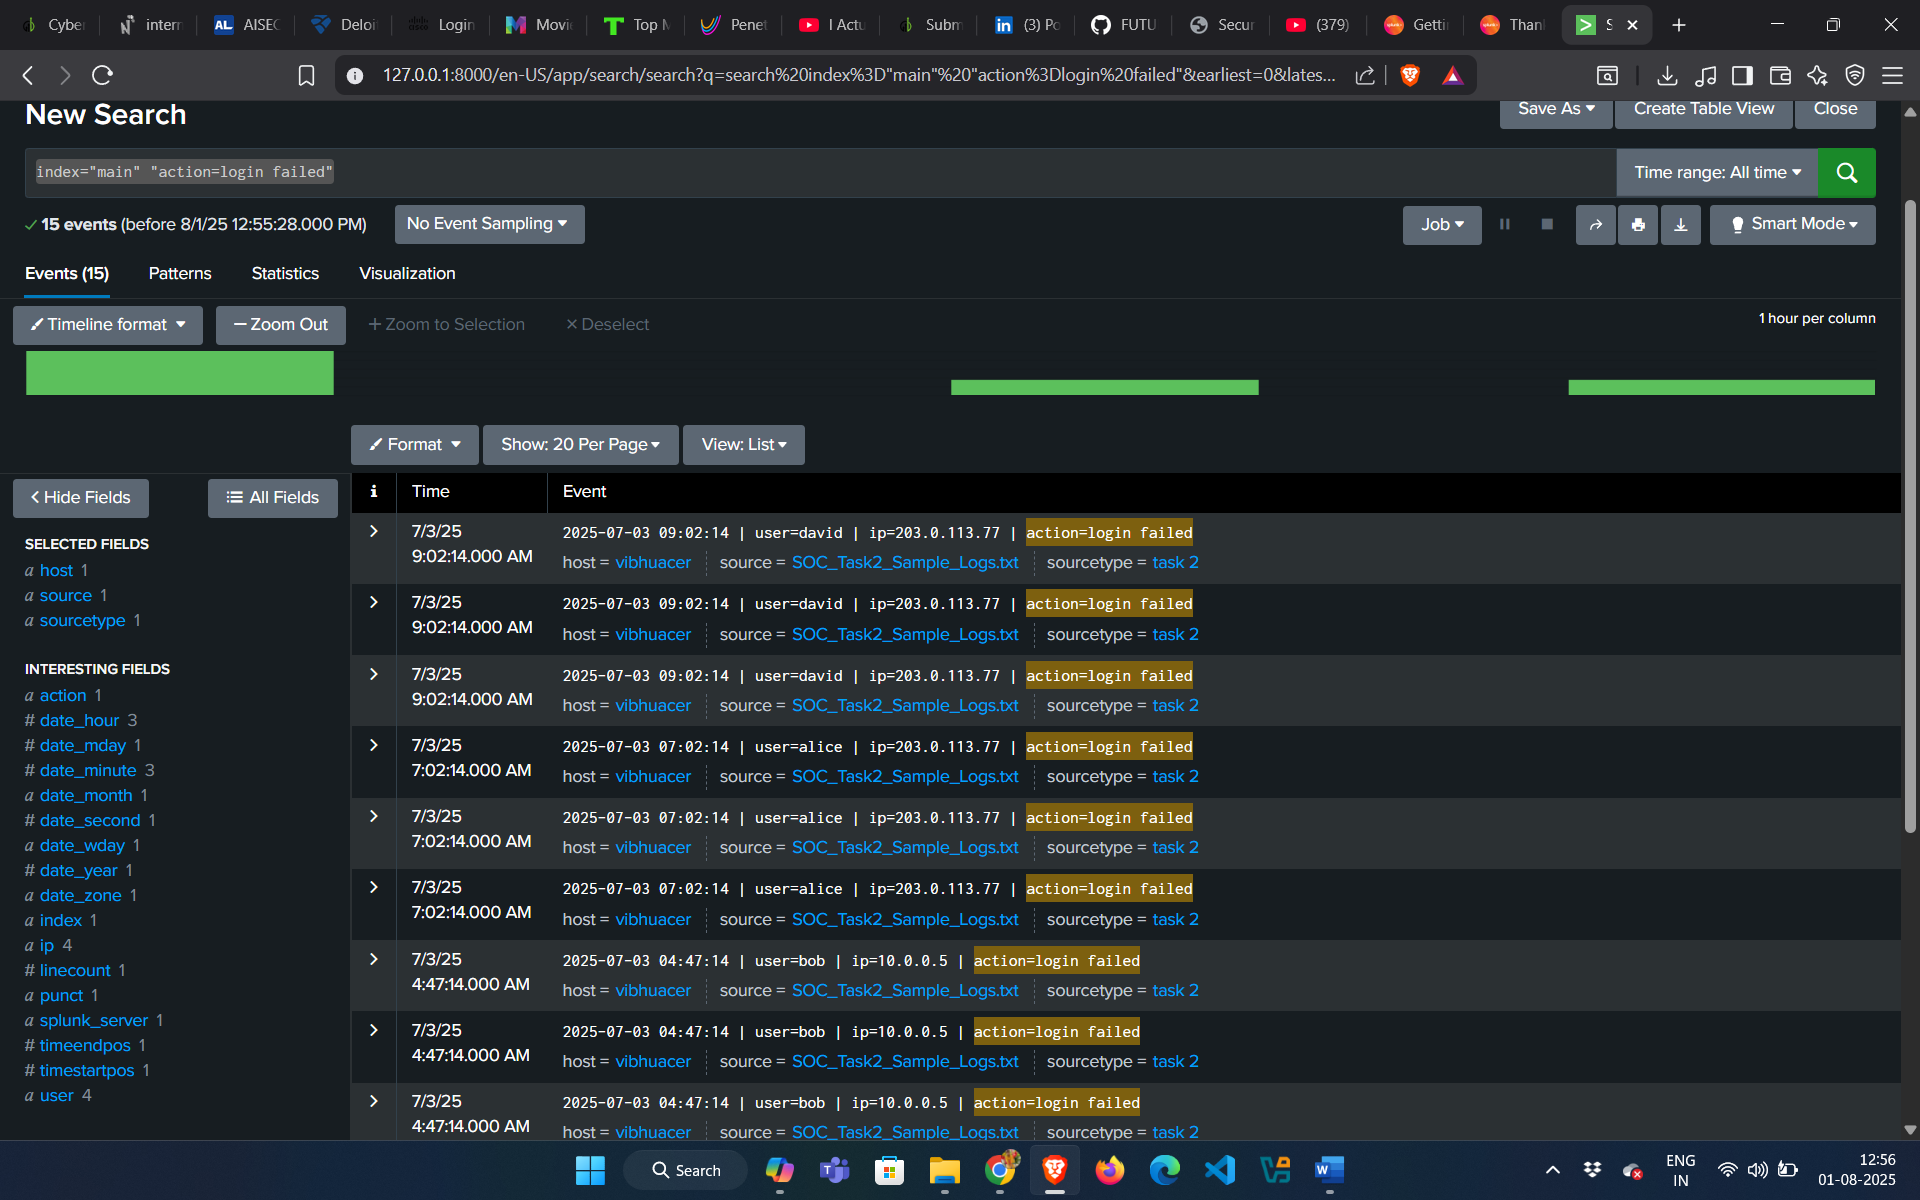 Cyber
intern
AL AISEC
Deloi
Login
Movie
Top M
Penet
I Actu
Subm
(3) Po
FUTU
Secur
(379)
Getti
Than
S
127.0.0.1:8000/en-US/app/search/search?q=search%20index%3D"main"%20"action%3Dlogin%20failed"&earliest=0&lates...
New Search
Save As
Create Table View
Close
index="main" "action=login failed"
Time range: All time
15 events (before 8/1/25 12:55:28.000 PM)
No Event Sampling
Job
Smart Mode
Events (15)
Patterns
Statistics
Visualization
Timeline format
Zoom Out
+ Zoom to Selection
× Deselect
1 hour per column
Format
Show: 20 Per Page
View: List
Hide Fields
All Fields
i
Time
Event
SELECTED FIELDS
a host 1
a source 1
a sourcetype 1
INTERESTING FIELDS
a action 1
# date_hour 3
# date_mday 1
# date_minute 3
a date_month 1
# date_second 1
a date_wday 1
# date_year 1
a date_zone 1
a index 1
a ip 4
# linecount 1
a punct 1
a splunk_server 1
# timeendpos 1
# timestartpos 1
a user 4
7/3/25
9:02:14.000 AM
2025-07-03 09:02:14 | user=david | ip=203.0.113.77 | action=login failed
host = vibhuacer source = SOC_Task2_Sample_Logs.txt sourcetype = task 2
7/3/25
9:02:14.000 AM
2025-07-03 09:02:14 | user=david | ip=203.0.113.77 | action=login failed
host = vibhuacer source = SOC_Task2_Sample_Logs.txt sourcetype = task 2
7/3/25
9:02:14.000 AM
2025-07-03 09:02:14 | user=david | ip=203.0.113.77 | action=login failed
host = vibhuacer source = SOC_Task2_Sample_Logs.txt sourcetype = task 2
7/3/25
7:02:14.000 AM
2025-07-03 07:02:14 | user=alice | ip=203.0.113.77 | action=login failed
host = vibhuacer source = SOC_Task2_Sample_Logs.txt sourcetype = task 2
7/3/25
7:02:14.000 AM
2025-07-03 07:02:14 | user=alice | ip=203.0.113.77 | action=login failed
host = vibhuacer source = SOC_Task2_Sample_Logs.txt sourcetype = task 2
7/3/25
7:02:14.000 AM
2025-07-03 07:02:14 | user=alice | ip=203.0.113.77 | action=login failed
host = vibhuacer source = SOC_Task2_Sample_Logs.txt sourcetype = task 2
7/3/25
4:47:14.000 AM
2025-07-03 04:47:14 | user=bob | ip=10.0.0.5 | action=login failed
host = vibhuacer source = SOC_Task2_Sample_Logs.txt sourcetype = task 2
7/3/25
4:47:14.000 AM
2025-07-03 04:47:14 | user=bob | ip=10.0.0.5 | action=login failed
host = vibhuacer source = SOC_Task2_Sample_Logs.txt sourcetype = task 2
7/3/25
4:47:14.000 AM
2025-07-03 04:47:14 | user=bob | ip=10.0.0.5 | action=login failed
host = vibhuacer source = SOC_Task2_Sample_Logs.txt sourcetype = task 2
Search
ENG
IN
12:56
01-08-2025